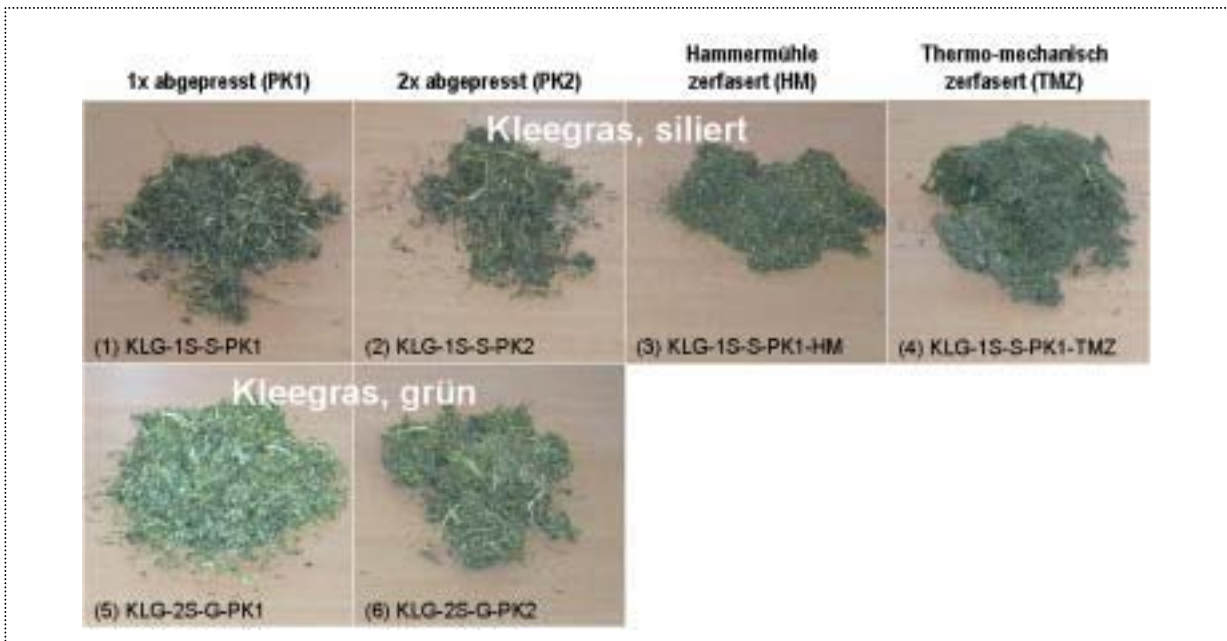 1x abgepresst (PK1)
2x abgepresst (PK2)
Hammermühle
zerfasert (HM)
Thermo-mechanisch
zerfasert (TMZ)
Kleegras, siliert
(1) KLG-1S-S-PK1
(2) KLG-1S-S-PK2
(3) KLG-1S-S-PK1-HM
(4) KLG-1S-S-PK1-TMZ
Kleegras, grün
(5) KLG-2S-G-PK1
(6) KLG-2S-G-PK2